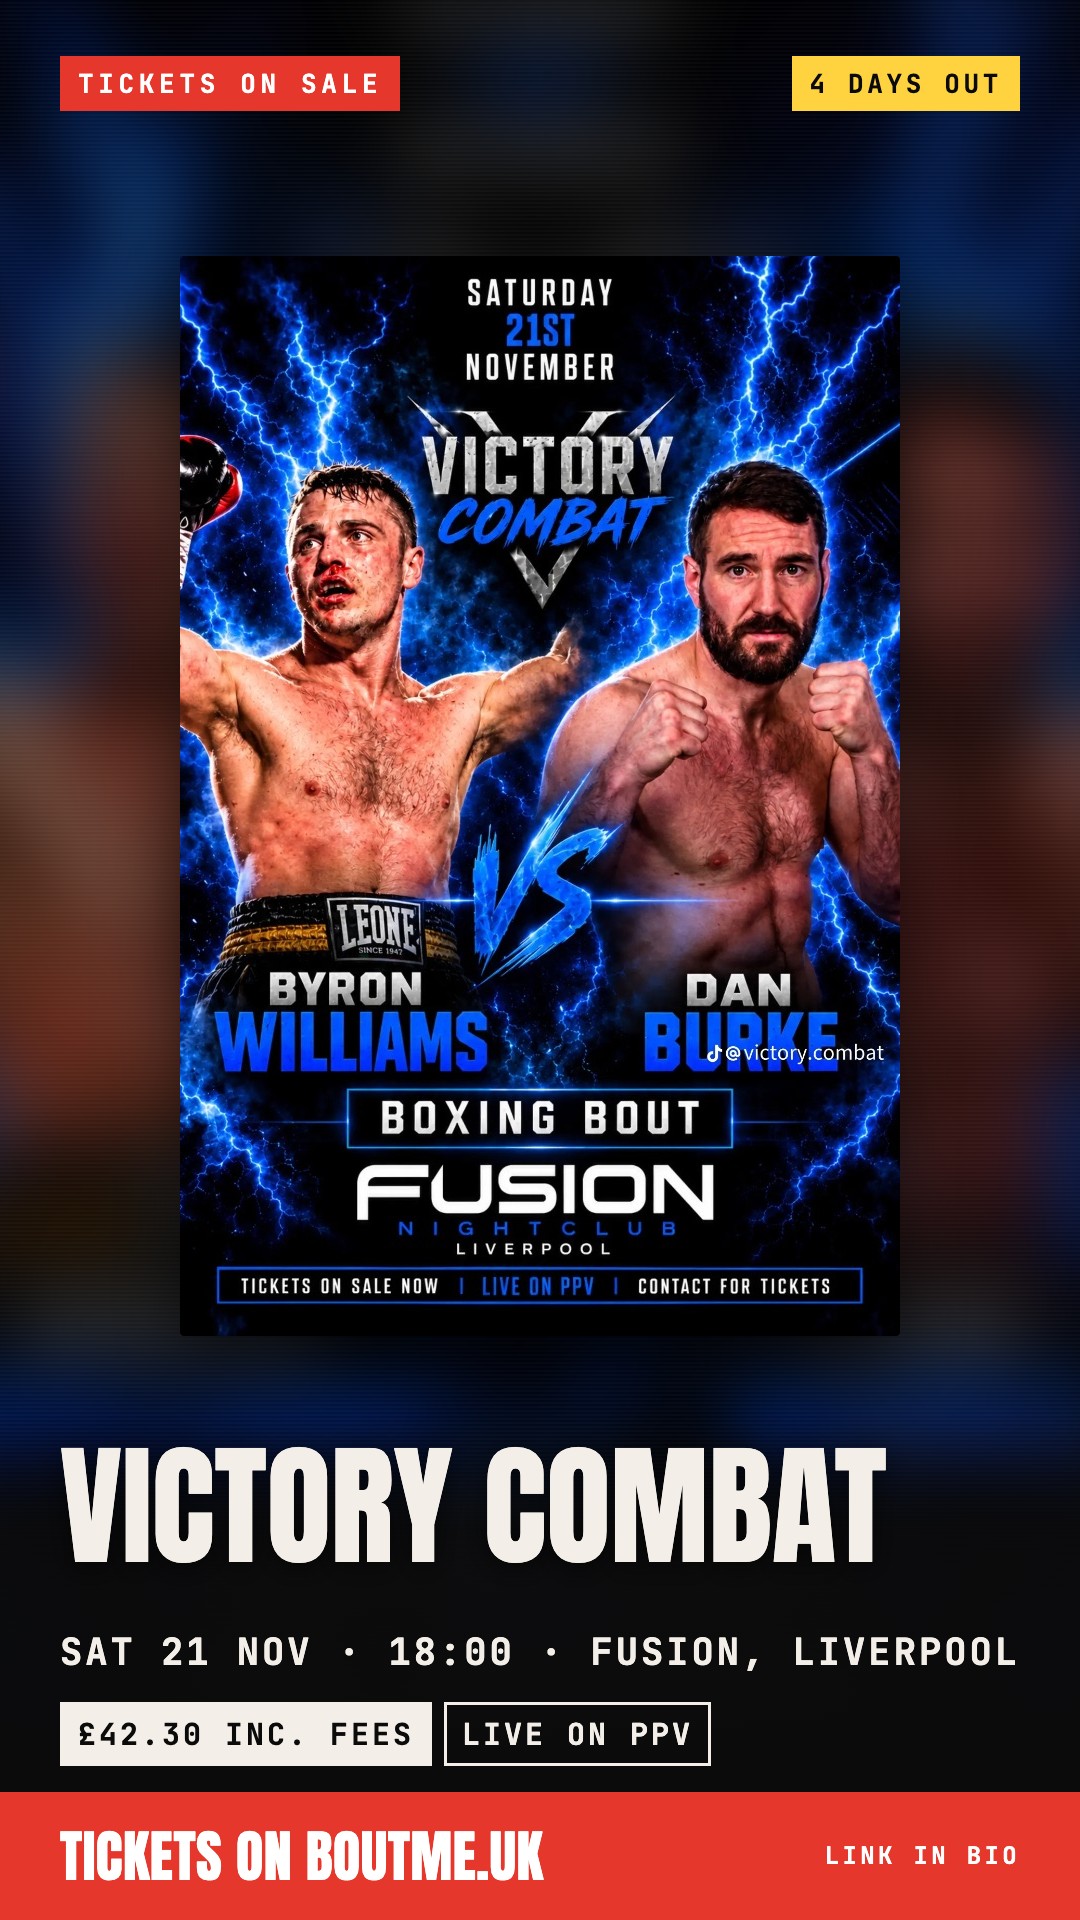 TICKETS ON SALE
4 DAYS OUT
SATURDAY
21ST
NOVEMBER
VICTORY
COMBAT
VS
LEONE
SINCE 1947
BYRON
WILLIAMS
DAN
BURKE
@victory.combat
BOXING BOUT
FUSION
NIGHTCLUB
LIVERPOOL
TICKETS ON SALE NOW | LIVE ON PPV | CONTACT FOR TICKETS
VICTORY COMBAT
SAT 21 NOV · 18:00 · FUSION, LIVERPOOL
£42.30 INC. FEES
LIVE ON PPV
TICKETS ON BOUTME.UK
LINK IN BIO